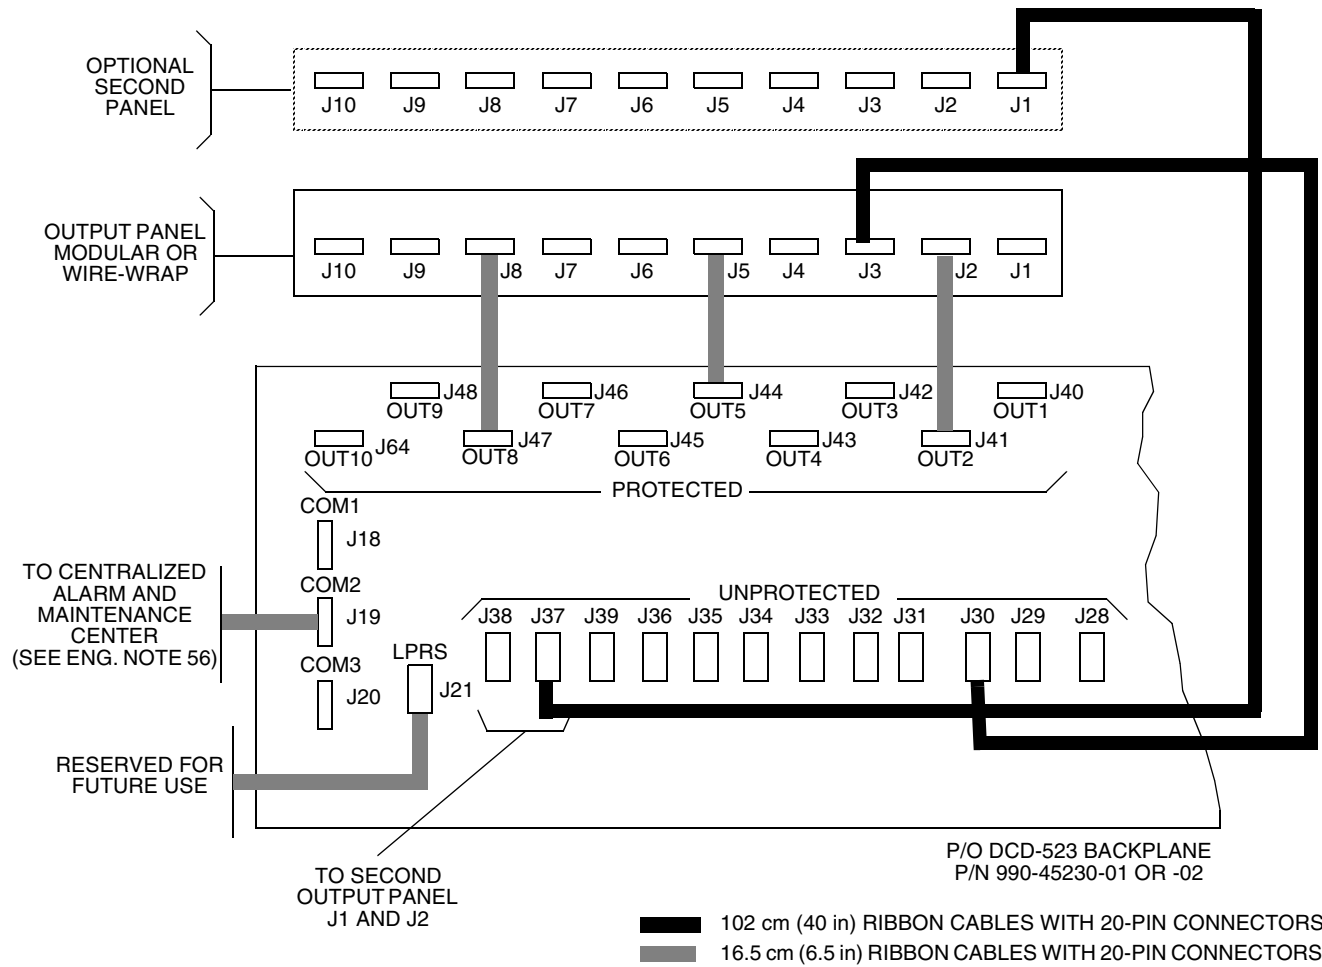 OPTIONAL
SECOND
PANEL
J10 J9 J8 J7 J6 J5 J4 J3 J2 J1
OUTPUT PANEL
MODULAR OR
WIRE-WRAP
J10 J9 J8 J7 J6 J5 J4 J3 J2 J1
J48 J46 J44 J42 J40
OUT9 OUT7 OUT5 OUT3 OUT1
J64 J47 J45 J43 J41
OUT10 OUT8 OUT6 OUT4 OUT2
PROTECTED
COM1
J18
TO CENTRALIZED
ALARM AND
MAINTENANCE
CENTER
(SEE ENG. NOTE 56)
COM2
J19
COM3
J20
LPRS
J21
UNPROTECTED
J38 J37 J39 J36 J35 J34 J33 J32 J31 J30 J29 J28
RESERVED FOR
FUTURE USE
TO SECOND
OUTPUT PANEL
J1 AND J2
P/O DCD-523 BACKPLANE
P/N 990-45230-01 OR -02
102 cm (40 in) RIBBON CABLES WITH 20-PIN CONNECTORS
16.5 cm (6.5 in) RIBBON CABLES WITH 20-PIN CONNECTORS